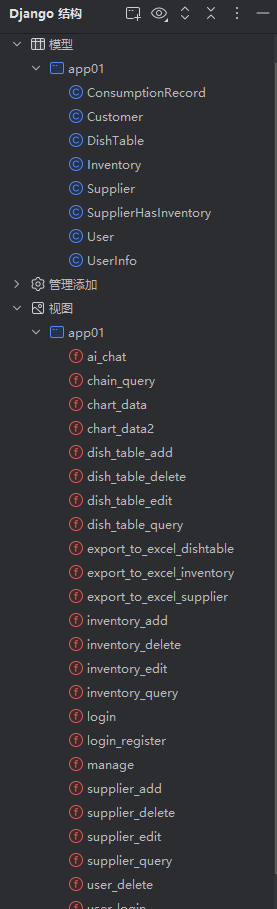 Django 结构
模型
app01
ConsumptionRecord
Customer
DishTable
Inventory
Supplier
SupplierHasInventory
User
UserInfo
管理添加
视图
app01
ai_chat
chain_query
chart_data
chart_data2
dish_table_add
dish_table_delete
dish_table_edit
dish_table_query
export_to_excel_dishtable
export_to_excel_inventory
export_to_excel_supplier
inventory_add
inventory_delete
inventory_edit
inventory_query
login
login_register
manage
supplier_add
supplier_delete
supplier_edit
supplier_query
user_delete
user_login